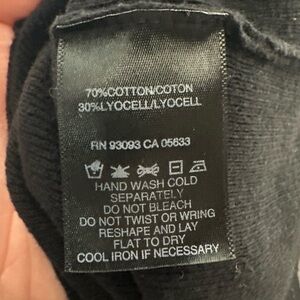 70%COTTON/COTON
30%LYOCELL/LYOCELL
RN 93093 CA 05633
HAND WASH COLD
SEPARATELY
DO NOT BLEACH
DO NOT TWIST OR WRING
RESHAPE AND LAY
FLAT TO DRY
COOL IRON IF NECESSARY